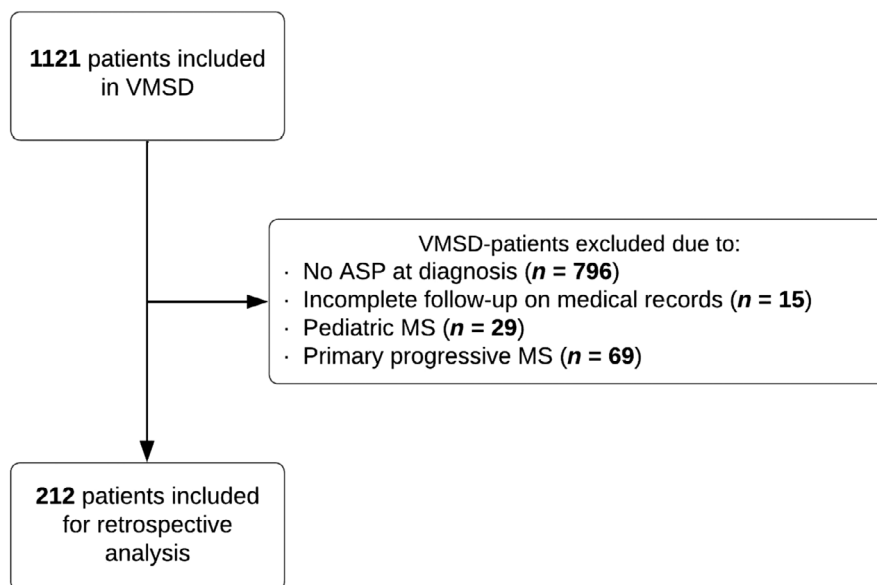 1121 patients included
in VMSD
VMSD-patients excluded due to:
· No ASP at diagnosis (n = 796)
· Incomplete follow-up on medical records (n = 15)
· Pediatric MS (n = 29)
· Primary progressive MS (n = 69)
212 patients included
for retrospective
analysis